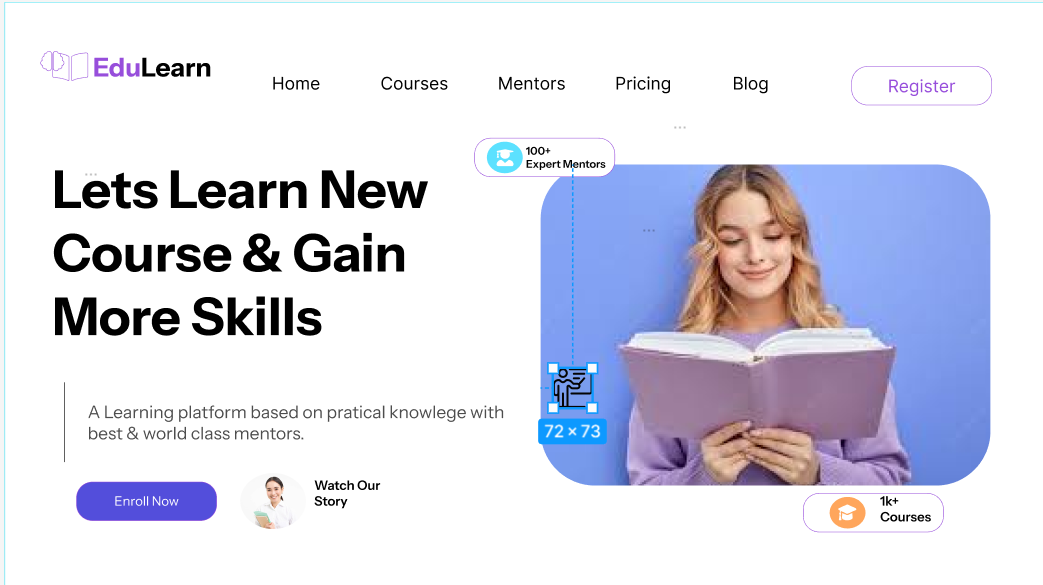 EduLearn
Home Courses Mentors Pricing Blog Register
100+
Expert Mentors
Lets Learn New
Course & Gain
More Skills
A Learning platform based on pratical knowlege with
best & world class mentors.
72 × 73
Enroll Now
Watch Our
Story
1k+
Courses